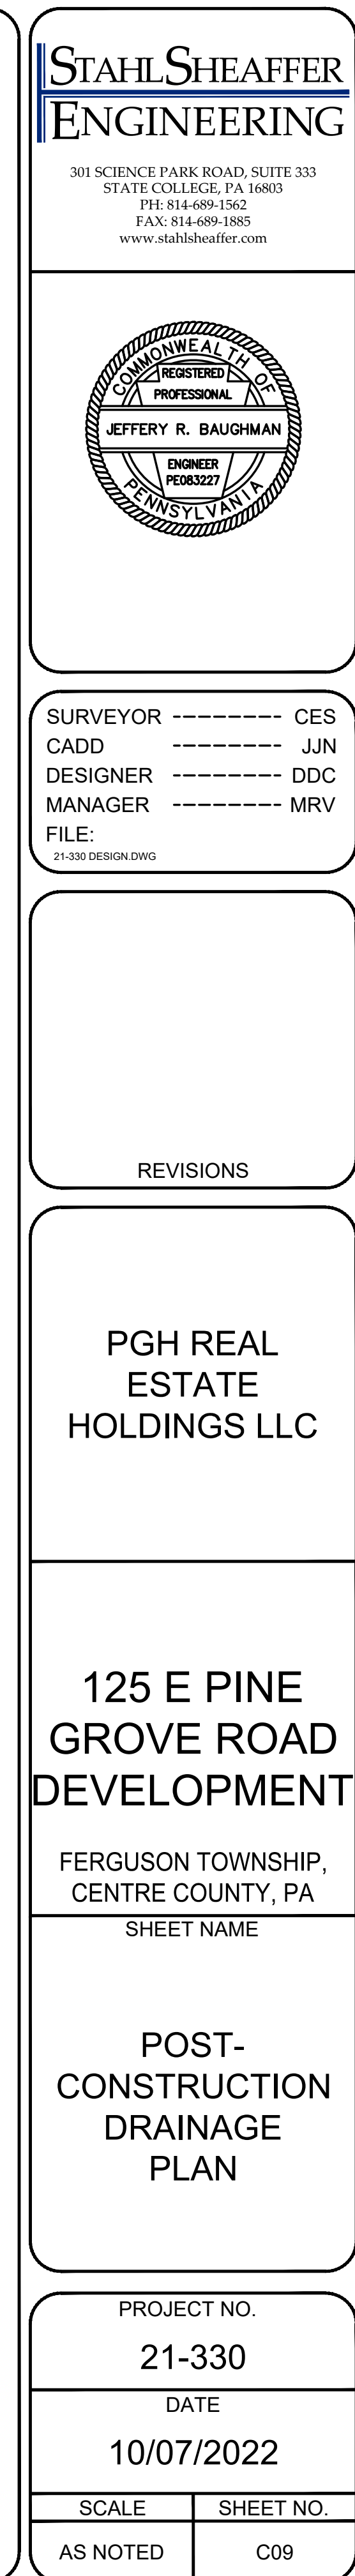 STAHL SHEAFFER
ENGINEERING
301 SCIENCE PARK ROAD, SUITE 333
STATE COLLEGE, PA 16803
PH: 814-689-1562
FAX: 814-689-1885
www.stahlsheaffer.com
COMMONWEALTH OF
REGISTERED
PROFESSIONAL
JEFFERY R. BAUGHMAN
ENGINEER
PE083227
PENNSYLVANIA
SURVEYOR -------- CES
CADD -------- JJN
DESIGNER -------- DDC
MANAGER -------- MRV
FILE:
21-330 DESIGN.DWG
REVISIONS
PGH REAL
ESTATE
HOLDINGS LLC
125 E PINE
GROVE ROAD
DEVELOPMENT
FERGUSON TOWNSHIP,
CENTRE COUNTY, PA
SHEET NAME
POST-
CONSTRUCTION
DRAINAGE
PLAN
PROJECT NO.
21-330
DATE
10/07/2022
SCALE SHEET NO.
AS NOTED C09